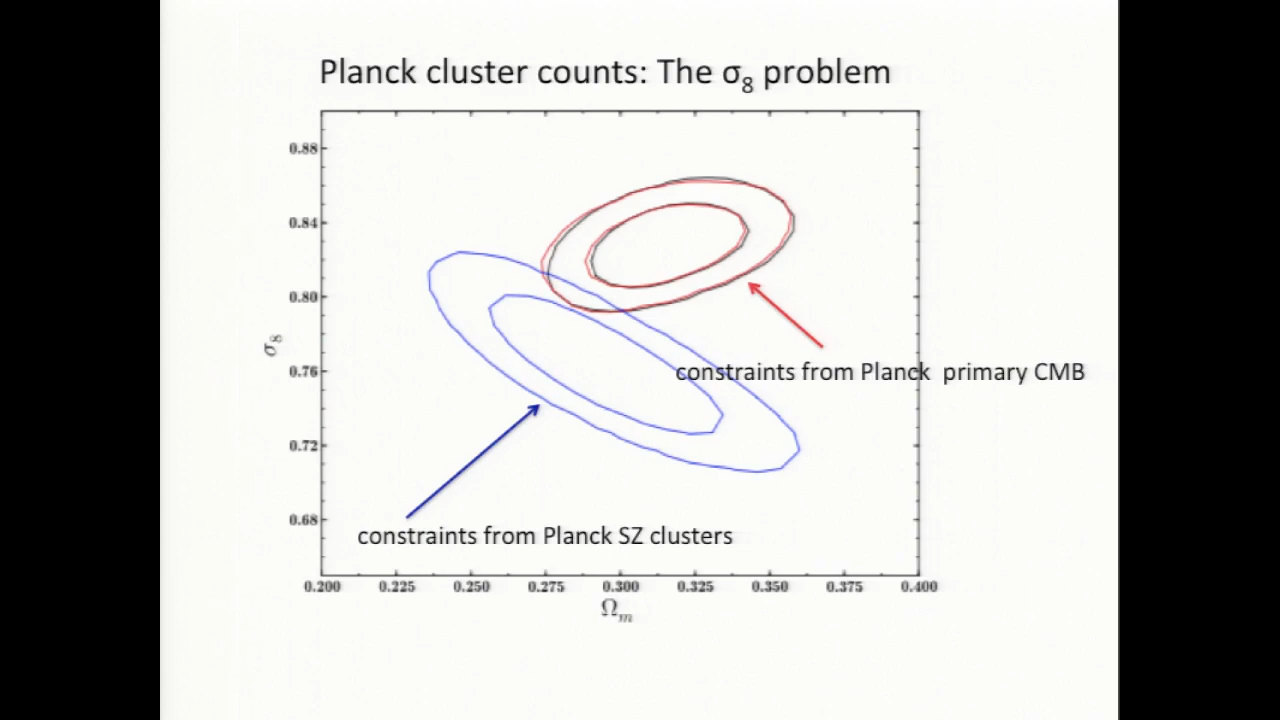 Planck cluster counts: The σ8 problem
0.88
0.84
0.80
0.76
0.72
0.68
σ8
constraints from Planck primary CMB
constraints from Planck SZ clusters
0.200 0.225 0.250 0.275 0.300 0.325 0.350 0.375 0.400
Ωm